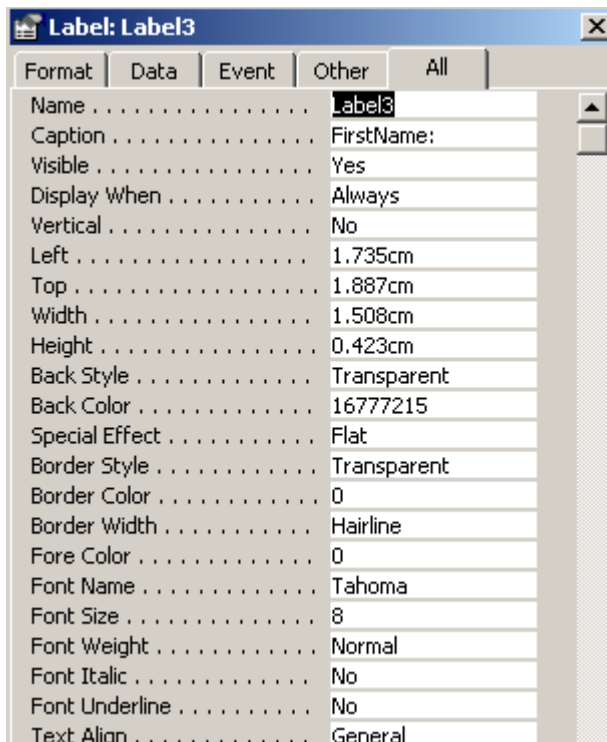 Label: Label3
Format Data Event Other All
Name . . . . . . . . . . . . . . . . . Label3
Caption . . . . . . . . . . . . . . . . FirstName:
Visible . . . . . . . . . . . . . . . . . Yes
Display When . . . . . . . . . . . Always
Vertical . . . . . . . . . . . . . . . . No
Left . . . . . . . . . . . . . . . . . . 1.735cm
Top . . . . . . . . . . . . . . . . . . . 1.887cm
Width . . . . . . . . . . . . . . . . . 1.508cm
Height . . . . . . . . . . . . . . . . . 0.423cm
Back Style . . . . . . . . . . . . . . Transparent
Back Color . . . . . . . . . . . . . . 16777215
Special Effect . . . . . . . . . . . . Flat
Border Style . . . . . . . . . . . . . Transparent
Border Color . . . . . . . . . . . . . 0
Border Width . . . . . . . . . . . . Hairline
Fore Color . . . . . . . . . . . . . . 0
Font Name . . . . . . . . . . . . . . Tahoma
Font Size . . . . . . . . . . . . . . . 8
Font Weight . . . . . . . . . . . . . Normal
Font Italic . . . . . . . . . . . . . . No
Font Underline . . . . . . . . . . No
Text Align . . . . . . . . . . . . . . General